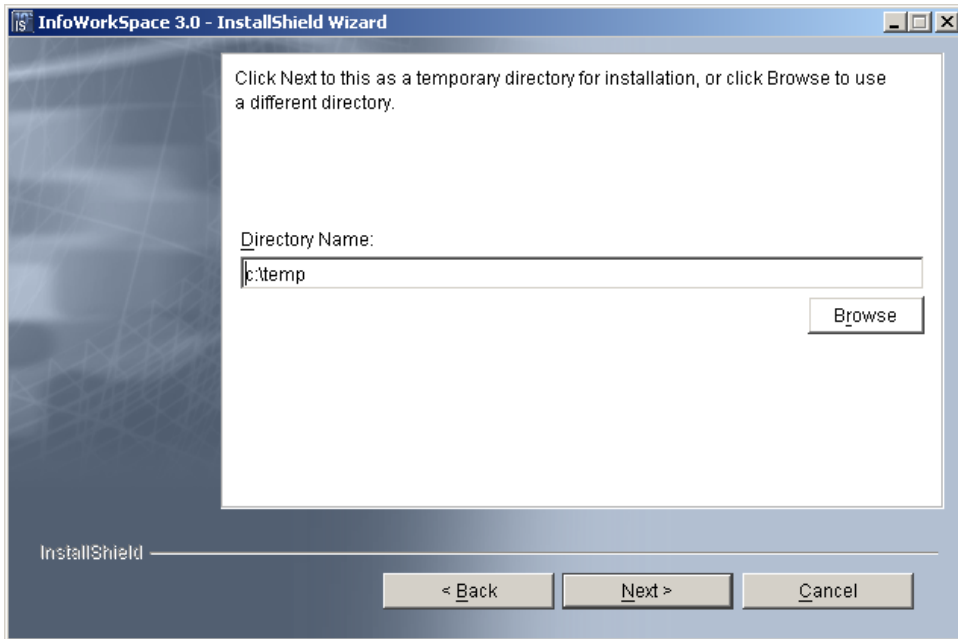 InfoWorkSpace 3.0 - InstallShield Wizard
Click Next to this as a temporary directory for installation, or click Browse to use
a different directory.
Directory Name:
c:\temp
Browse
InstallShield
< Back
Next >
Cancel